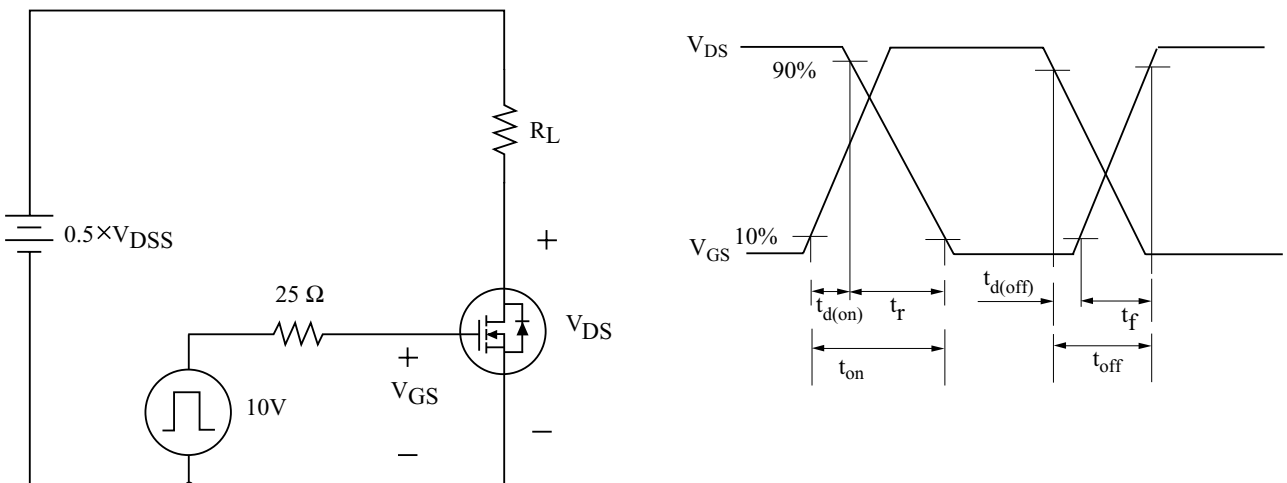 R_L
0.5×V_DSS
+
25 Ω
V_DS
+
V_GS
10V
−
−
V_DS
90%
10%
V_GS
t_d(on)
t_r
t_d(off)
t_f
t_on
t_off